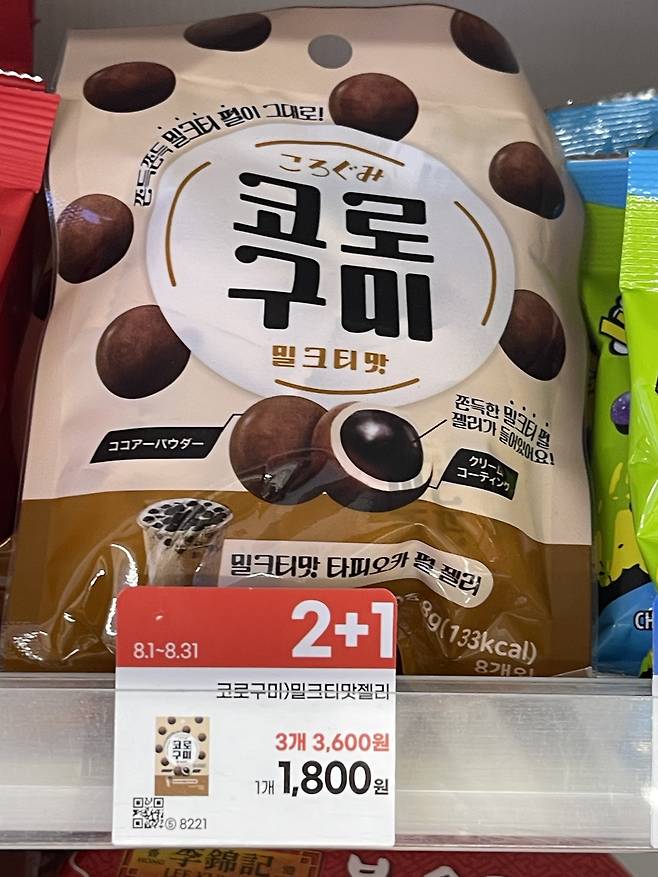 쫀득쫀득 밀크티 펄이 그대로!
ころぐみ
코로
구미
밀크티맛
쫀득한 밀크티 펄
젤리가 들어있어요!
ココアーパウダー
クリーム
コーティング
밀크티맛 타피오카 펄 젤리
8g(133kcal)
2+1
8.1~8.31
코로구미)밀크티맛젤리
코로
구미
3개 3,600원
1개 1,800원
⑤ 8221
李錦記